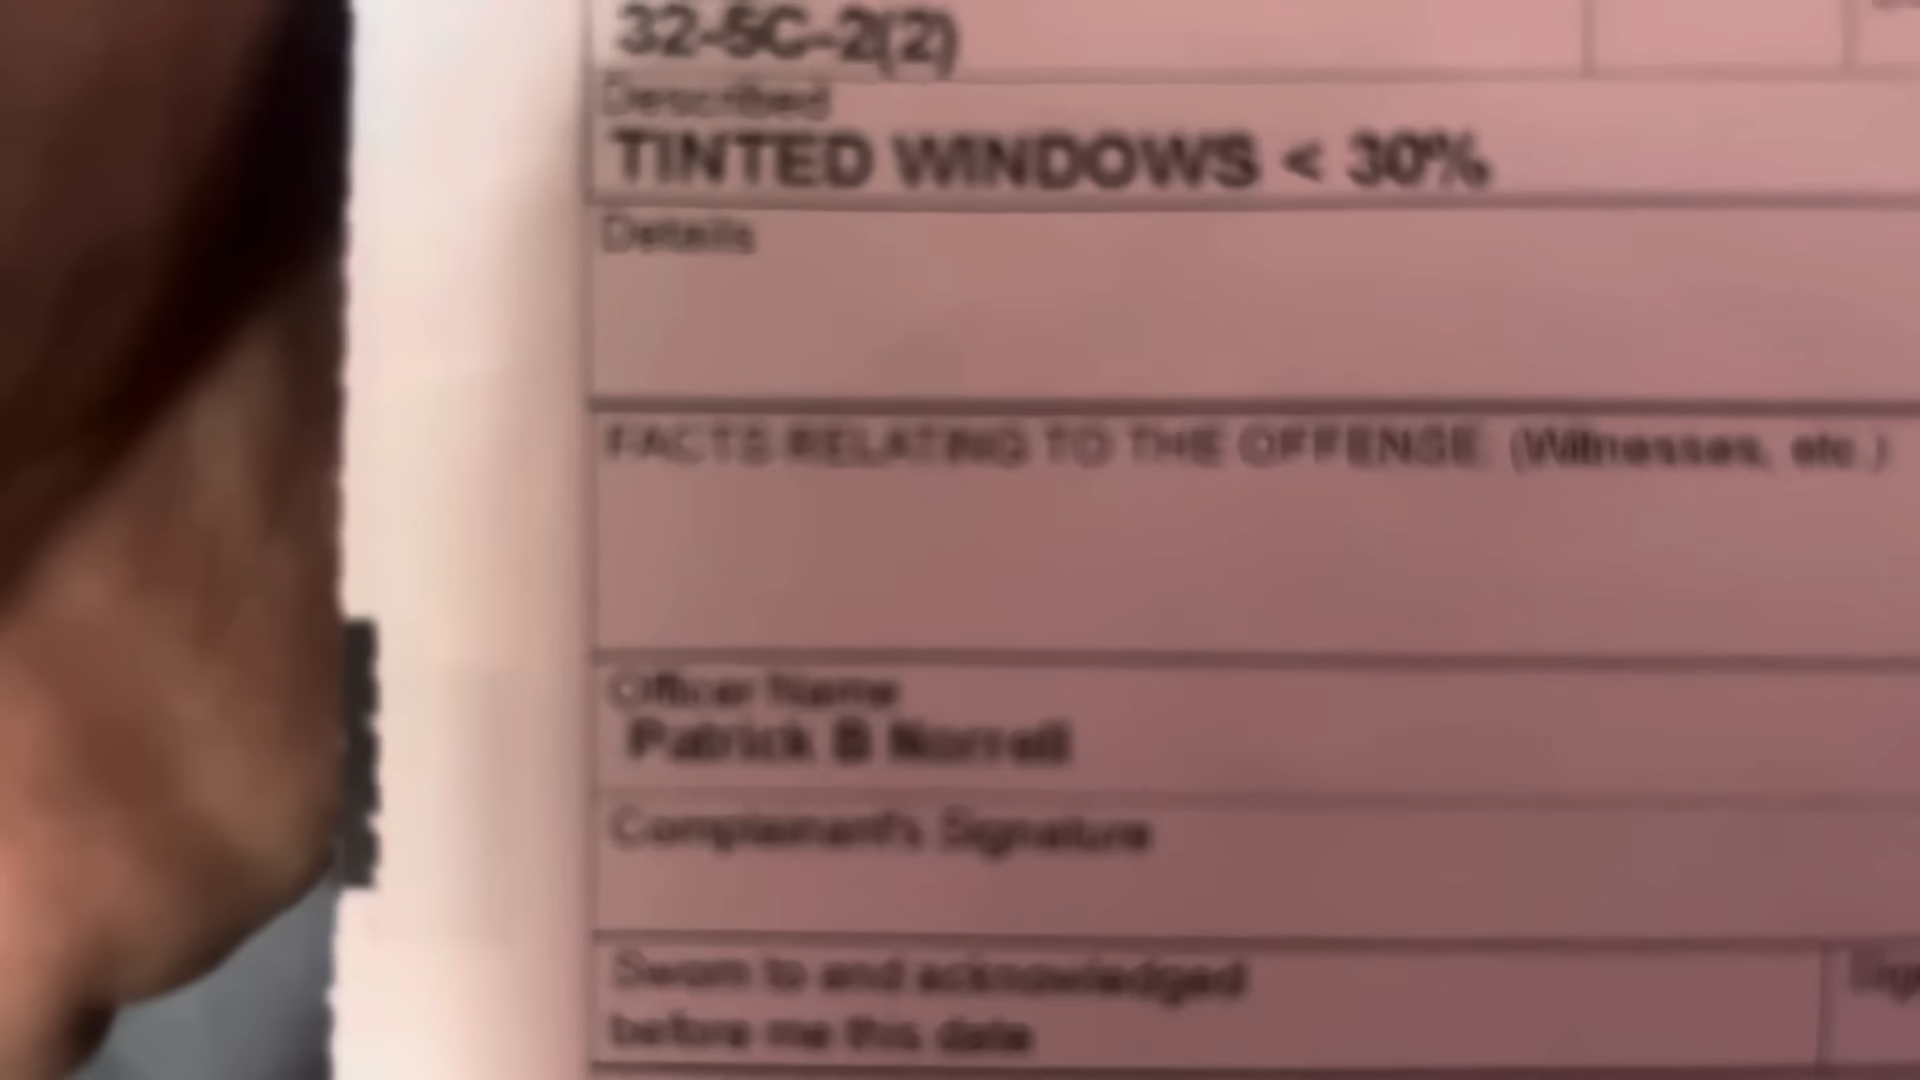 32-5C-2(2)
Described
TINTED WINDOWS < 30%
Details
FACTS RELATING TO THE OFFENSE (Witnesses, etc.)
Officer Name
Patrick B Norrell
Complainant's Signature
Sworn to and acknowledged
before me this date